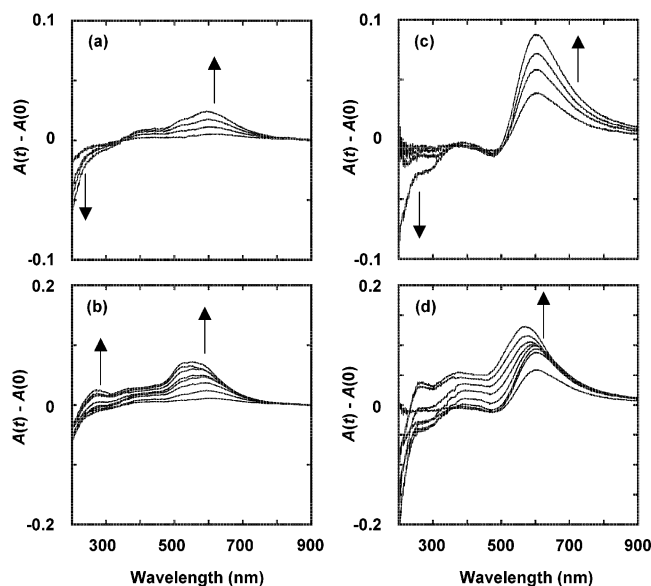 0.1
(a)
A(t) - A(0)
0
-0.1
0.1
(c)
A(t) - A(0)
0
-0.1
0.2
(b)
A(t) - A(0)
0
-0.2
300 500 700 900
Wavelength (nm)
0.2
(d)
A(t) - A(0)
0
-0.2
300 500 700 900
Wavelength (nm)